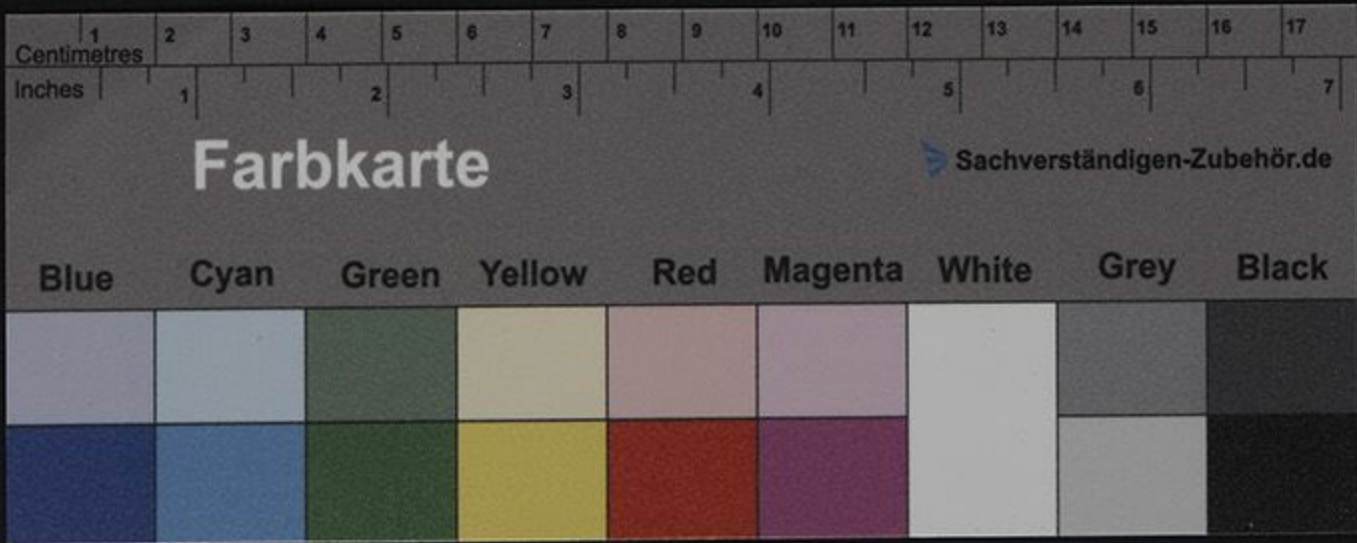 1 2 3 4 5 6 7 8 9 10 11 12 13 14 15 16 17
Centimetres
Inches 1 2 3 4 5 6 7
Farbkarte
Sachverständigen-Zubehör.de
Blue Cyan Green Yellow Red Magenta White Grey Black